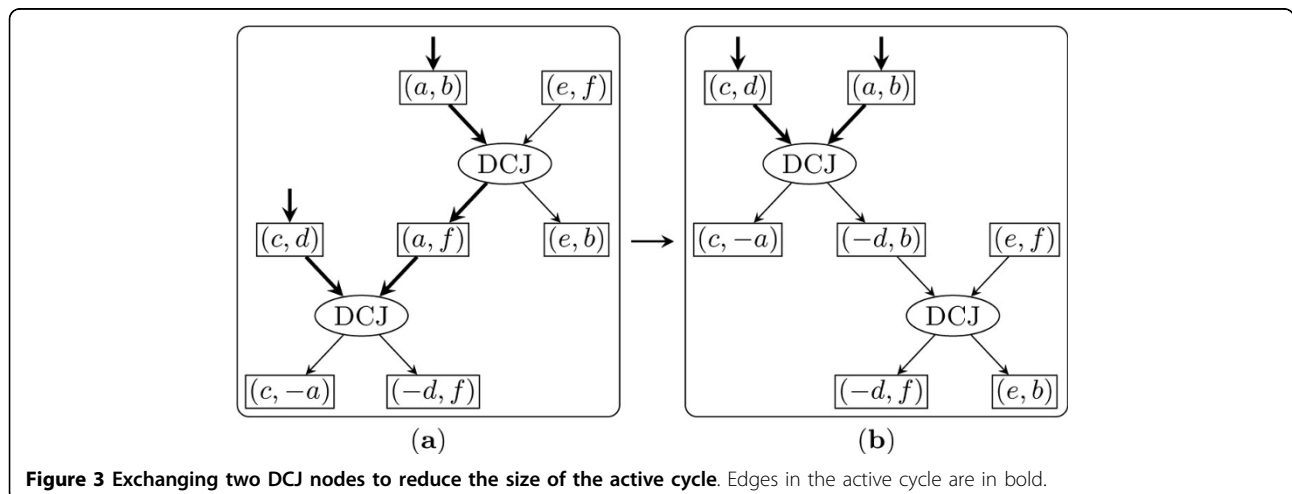 (a, b) (e, f)
DCJ
(c, d) (a, f) (e, b)
DCJ
(c, −a) (−d, f)
(a)
(c, d) (a, b)
DCJ
(c, −a) (−d, b) (e, f)
DCJ
(−d, f) (e, b)
(b)
Figure 3 Exchanging two DCJ nodes to reduce the size of the active cycle. Edges in the active cycle are in bold.